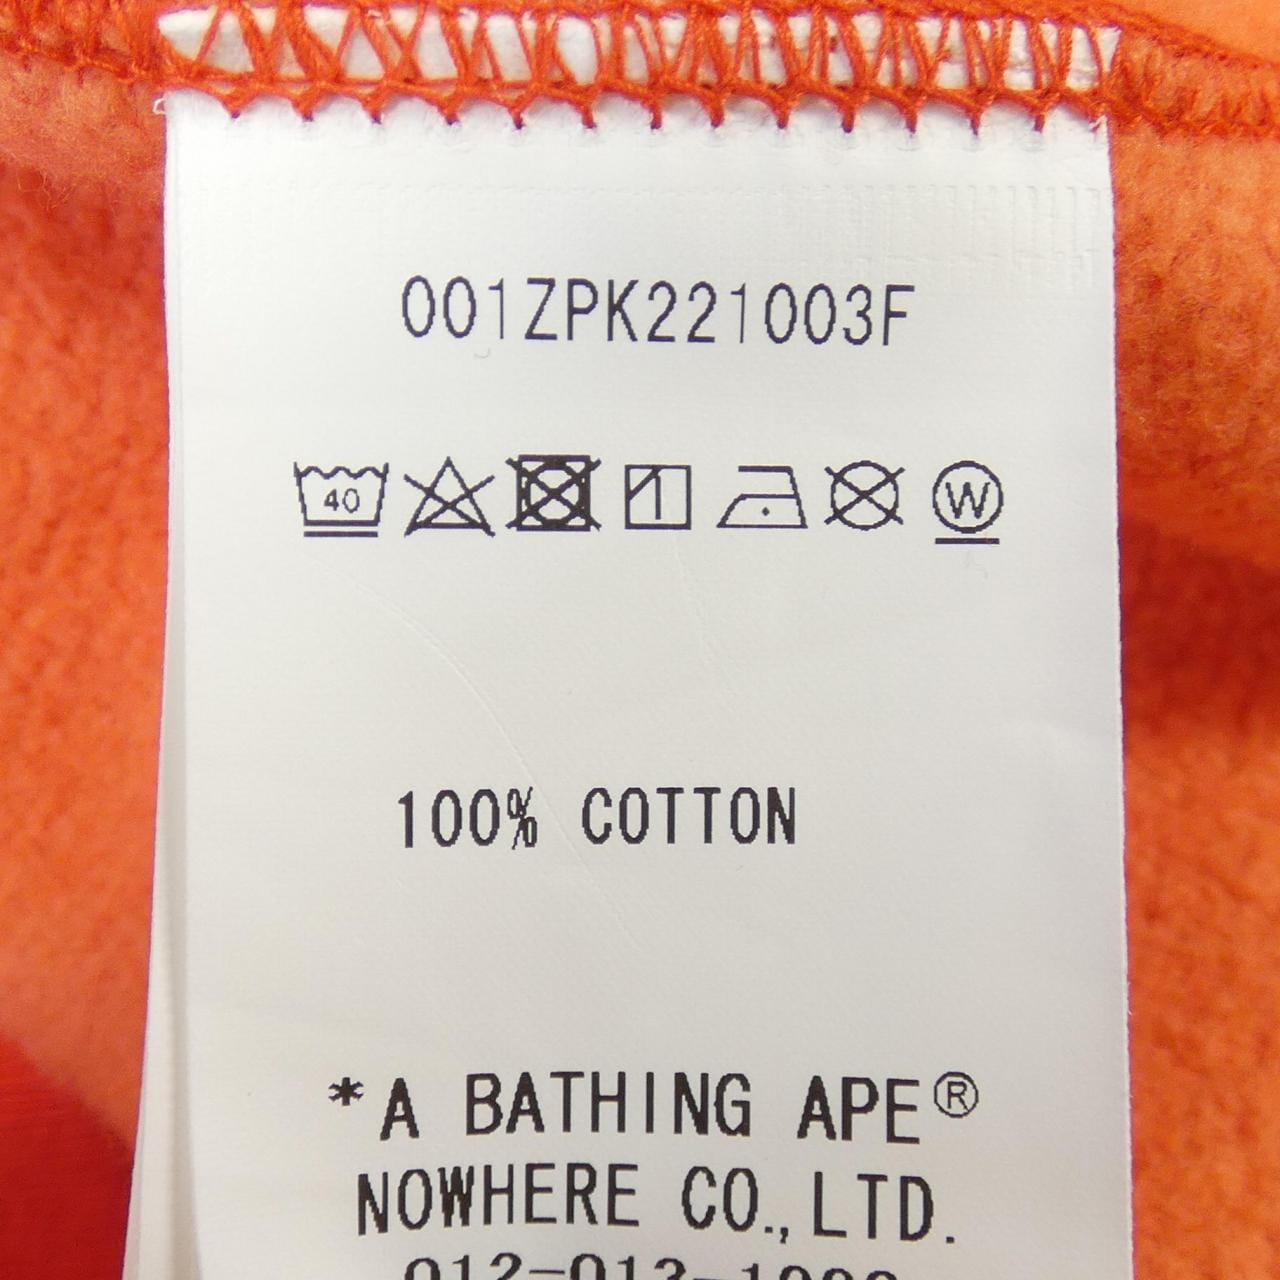 001ZPK221003F
40 W
100% COTTON
*A BATHING APE®
NOWHERE CO.,LTD.